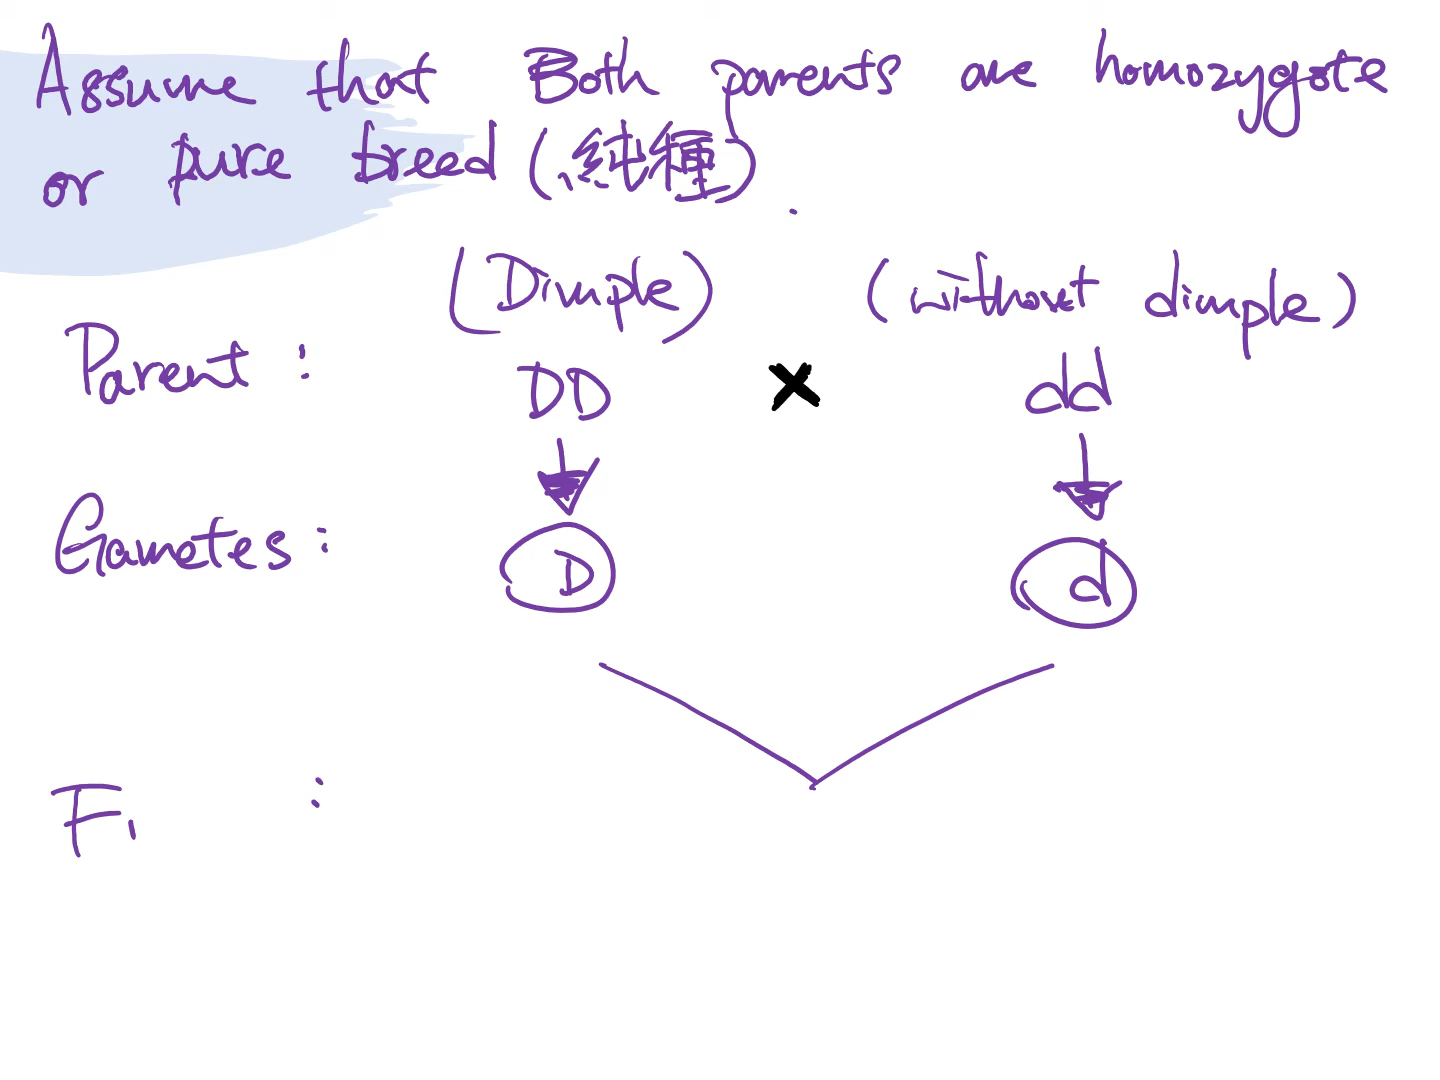 Assume that Both parents are homozygote
or pure breed (純種).
(Dimple) (without dimple)
Parent : DD × dd
Gametes : D d
F1 :